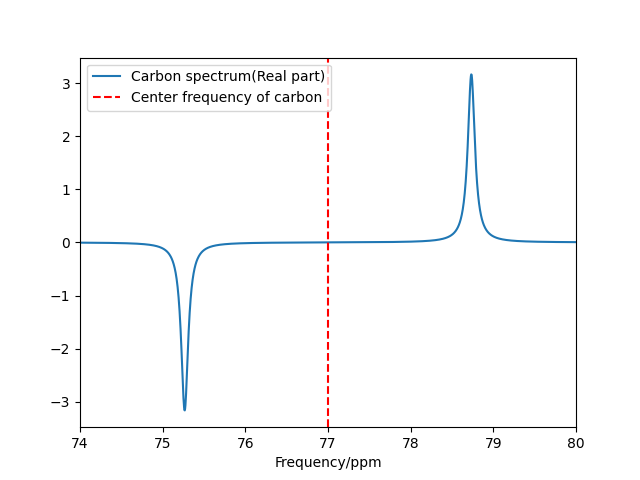 Carbon spectrum(Real part)
Center frequency of carbon
3
2
1
0
−1
−2
−3
74 75 76 77 78 79 80
Frequency/ppm